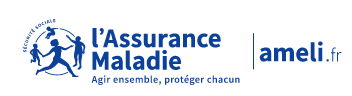 SÉCURITÉ SOCIALE
l'Assurance
Maladie
Agir ensemble, protéger chacun
ameli.fr